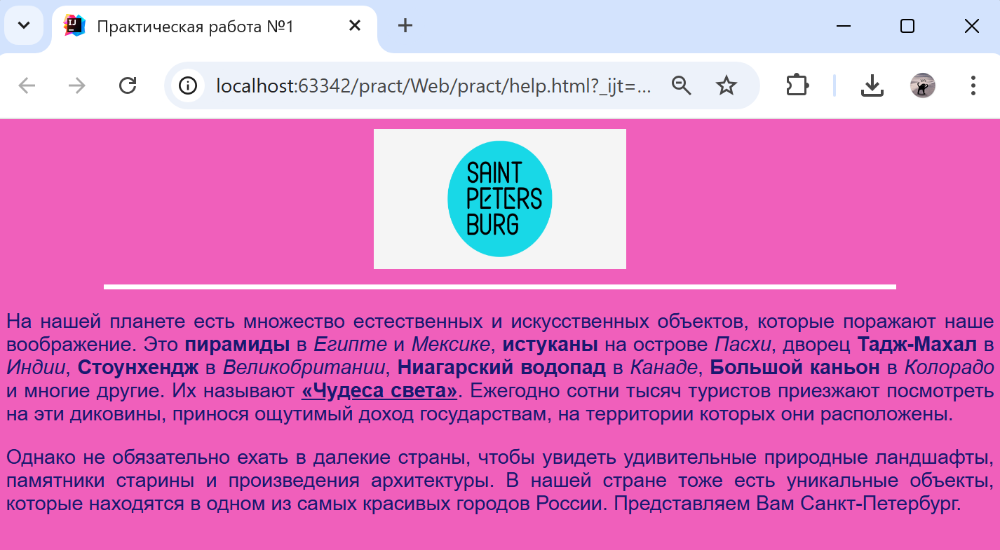 Практическая работа №1
localhost:63342/pract/Web/pract/help.html?_ijt=...
SAINT
PETERS
BURG
На нашей планете есть множество естественных и искусственных объектов, которые поражают наше
воображение. Это пирамиды в Египте и Мексике, истуканы на острове Пасхи, дворец Тадж-Махал в
Индии, Стоунхендж в Великобритании, Ниагарский водопад в Канаде, Большой каньон в Колорадо
и многие другие. Их называют «Чудеса света». Ежегодно сотни тысяч туристов приезжают посмотреть
на эти диковины, принося ощутимый доход государствам, на территории которых они расположены.
Однако не обязательно ехать в далекие страны, чтобы увидеть удивительные природные ландшафты,
памятники старины и произведения архитектуры. В нашей стране тоже есть уникальные объекты,
которые находятся в одном из самых красивых городов России. Представляем Вам Санкт-Петербург.